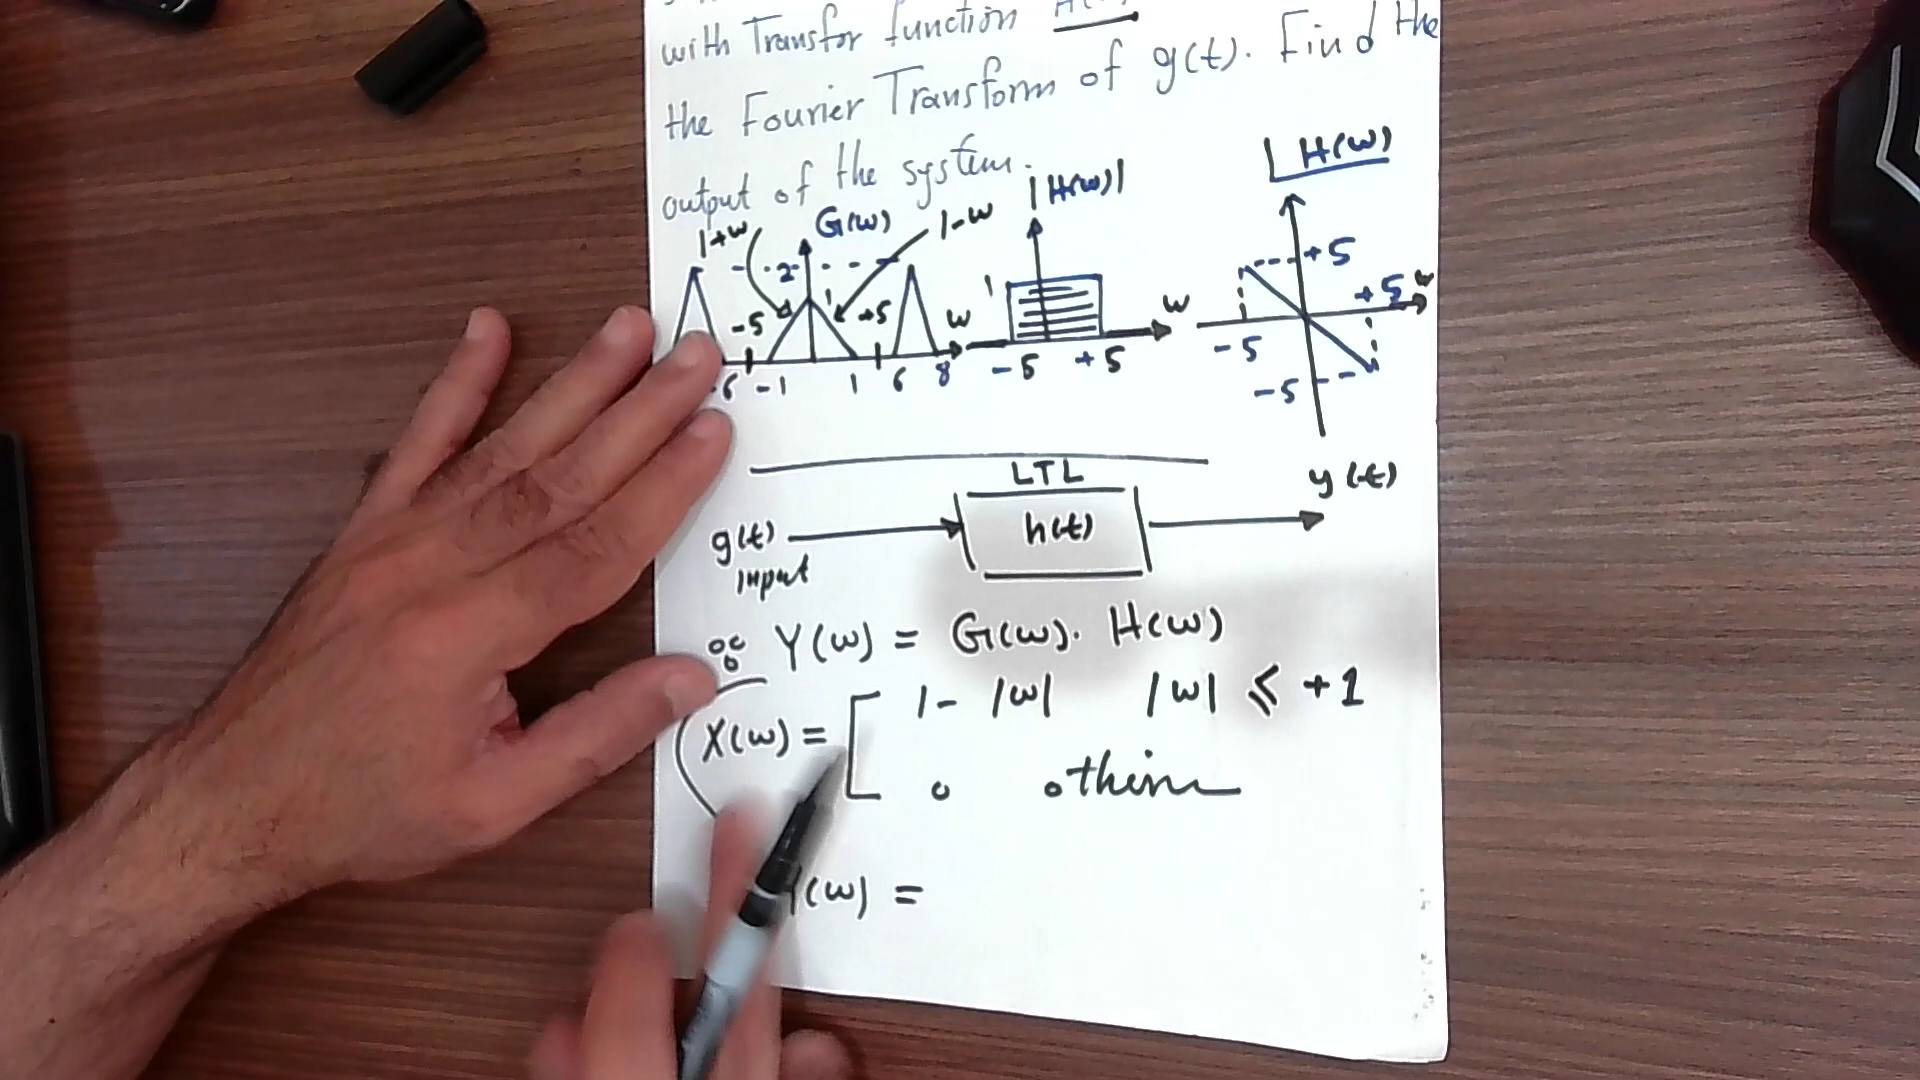 with Transfor function
the Fourier Transform of g(t). Find the
output of the system.
1+w G(w) 1-w |H(w)| H(w)
2 1 1 +5
-5 +5 w w +5 w
-6 -1 1 6 8 -5 +5 -5
-5
LTL
g(t) h(t) y(t)
input
Y(w) = G(w). H(w)
X(w) = 1- |w| |w| ≤ +1
0
(w) =